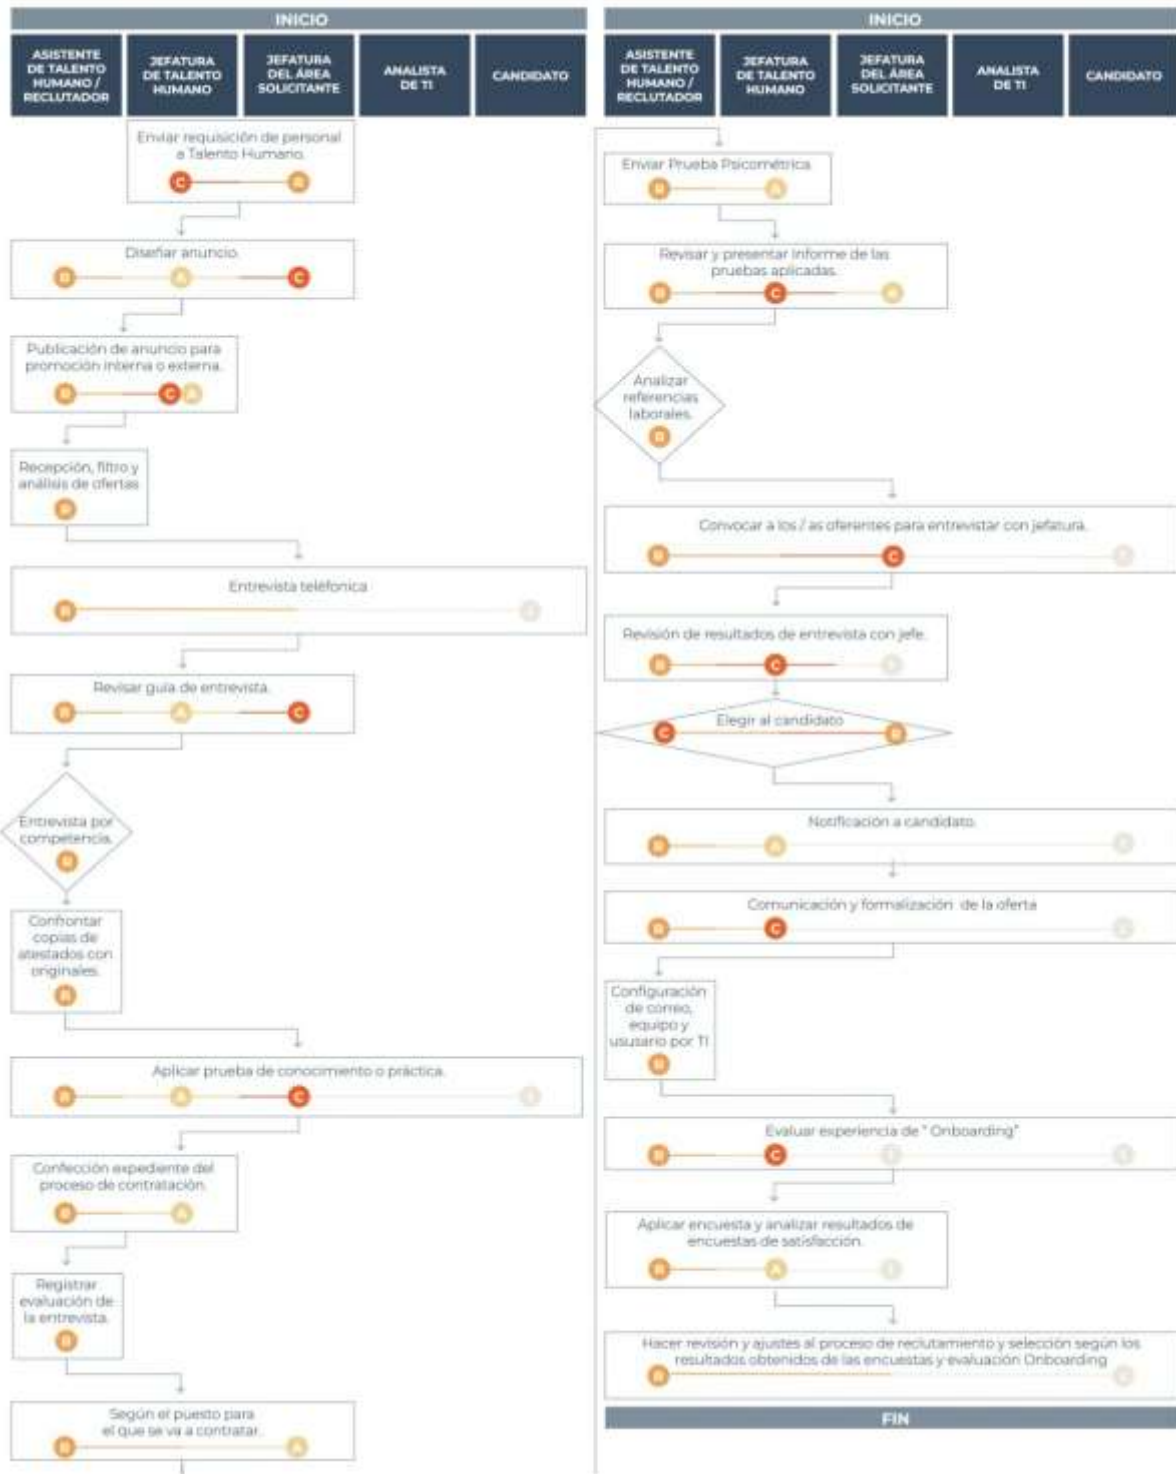 INICIO
ASISTENTE
DE TALENTO
HUMANO /
RECLUTADOR
JEFATURA
DE TALENTO
HUMANO
JEFATURA
DEL ÁREA
SOLICITANTE
ANALISTA
DE TI
CANDIDATO
Enviar requisición de personal
a Talento Humano.
C
Diseñar anuncio.
A C
Publicación de anuncio para
promoción interna o externa.
C A
Recepción, filtro y
análisis de ofertas
Entrevista teléfonica
Revisar guía de entrevista.
A C
Entrevista por
competencia.
Confrontar
copias de
atestados con
originales.
Aplicar prueba de conocimiento o práctica.
A C
Confección expediente del
proceso de contratación.
A
Registrar
evaluación de
la entrevista.
Según el puesto para
el que se va a contratar.
A
INICIO
ASISTENTE
DE TALENTO
HUMANO /
RECLUTADOR
JEFATURA
DE TALENTO
HUMANO
JEFATURA
DEL ÁREA
SOLICITANTE
ANALISTA
DE TI
CANDIDATO
Enviar Prueba Psicométrica.
A
Revisar y presentar informe de las
pruebas aplicadas.
C
Analizar
referencias
laborales.
Convocar a los / as oferentes para entrevistar con jefatura.
C
Revisión de resultados de entrevista con jefe.
C
Elegir al candidato
C
Notificación a candidato.
A
Comunicación y formalización de la oferta
C
Configuración
de correo,
equipo y
ususario por TI
Evaluar experiencia de " Onboarding"
C
Aplicar encuesta y analizar resultados de
encuestas de satisfacción.
A
Hacer revisión y ajustes al proceso de reclutamiento y selección según los
resultados obtenidos de las encuestas y evaluación Onboarding
FIN